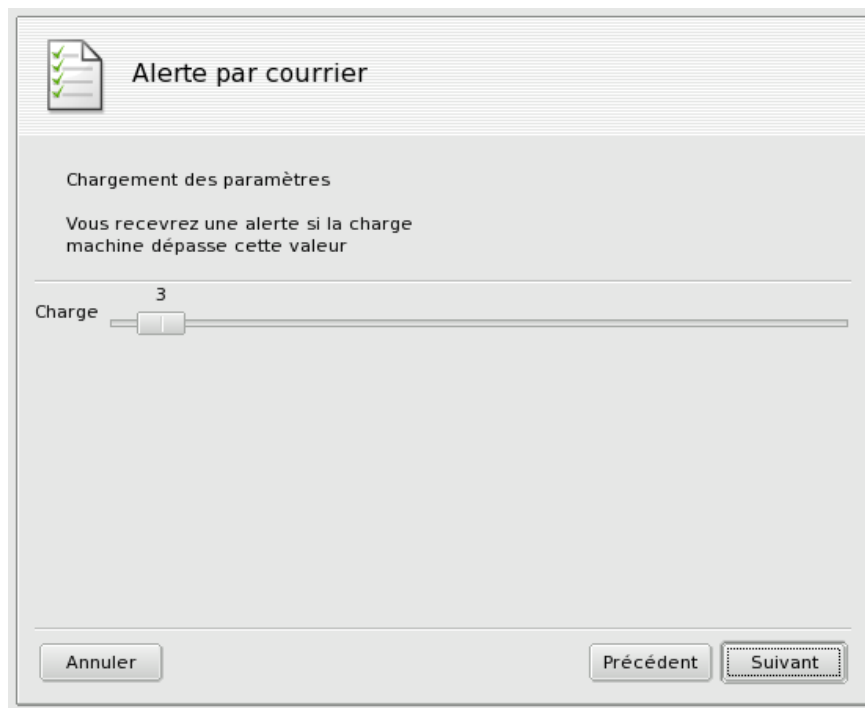 Alerte par courrier
Chargement des paramètres
Vous recevrez une alerte si la charge
machine dépasse cette valeur
3
Charge
Annuler
Précédent
Suivant